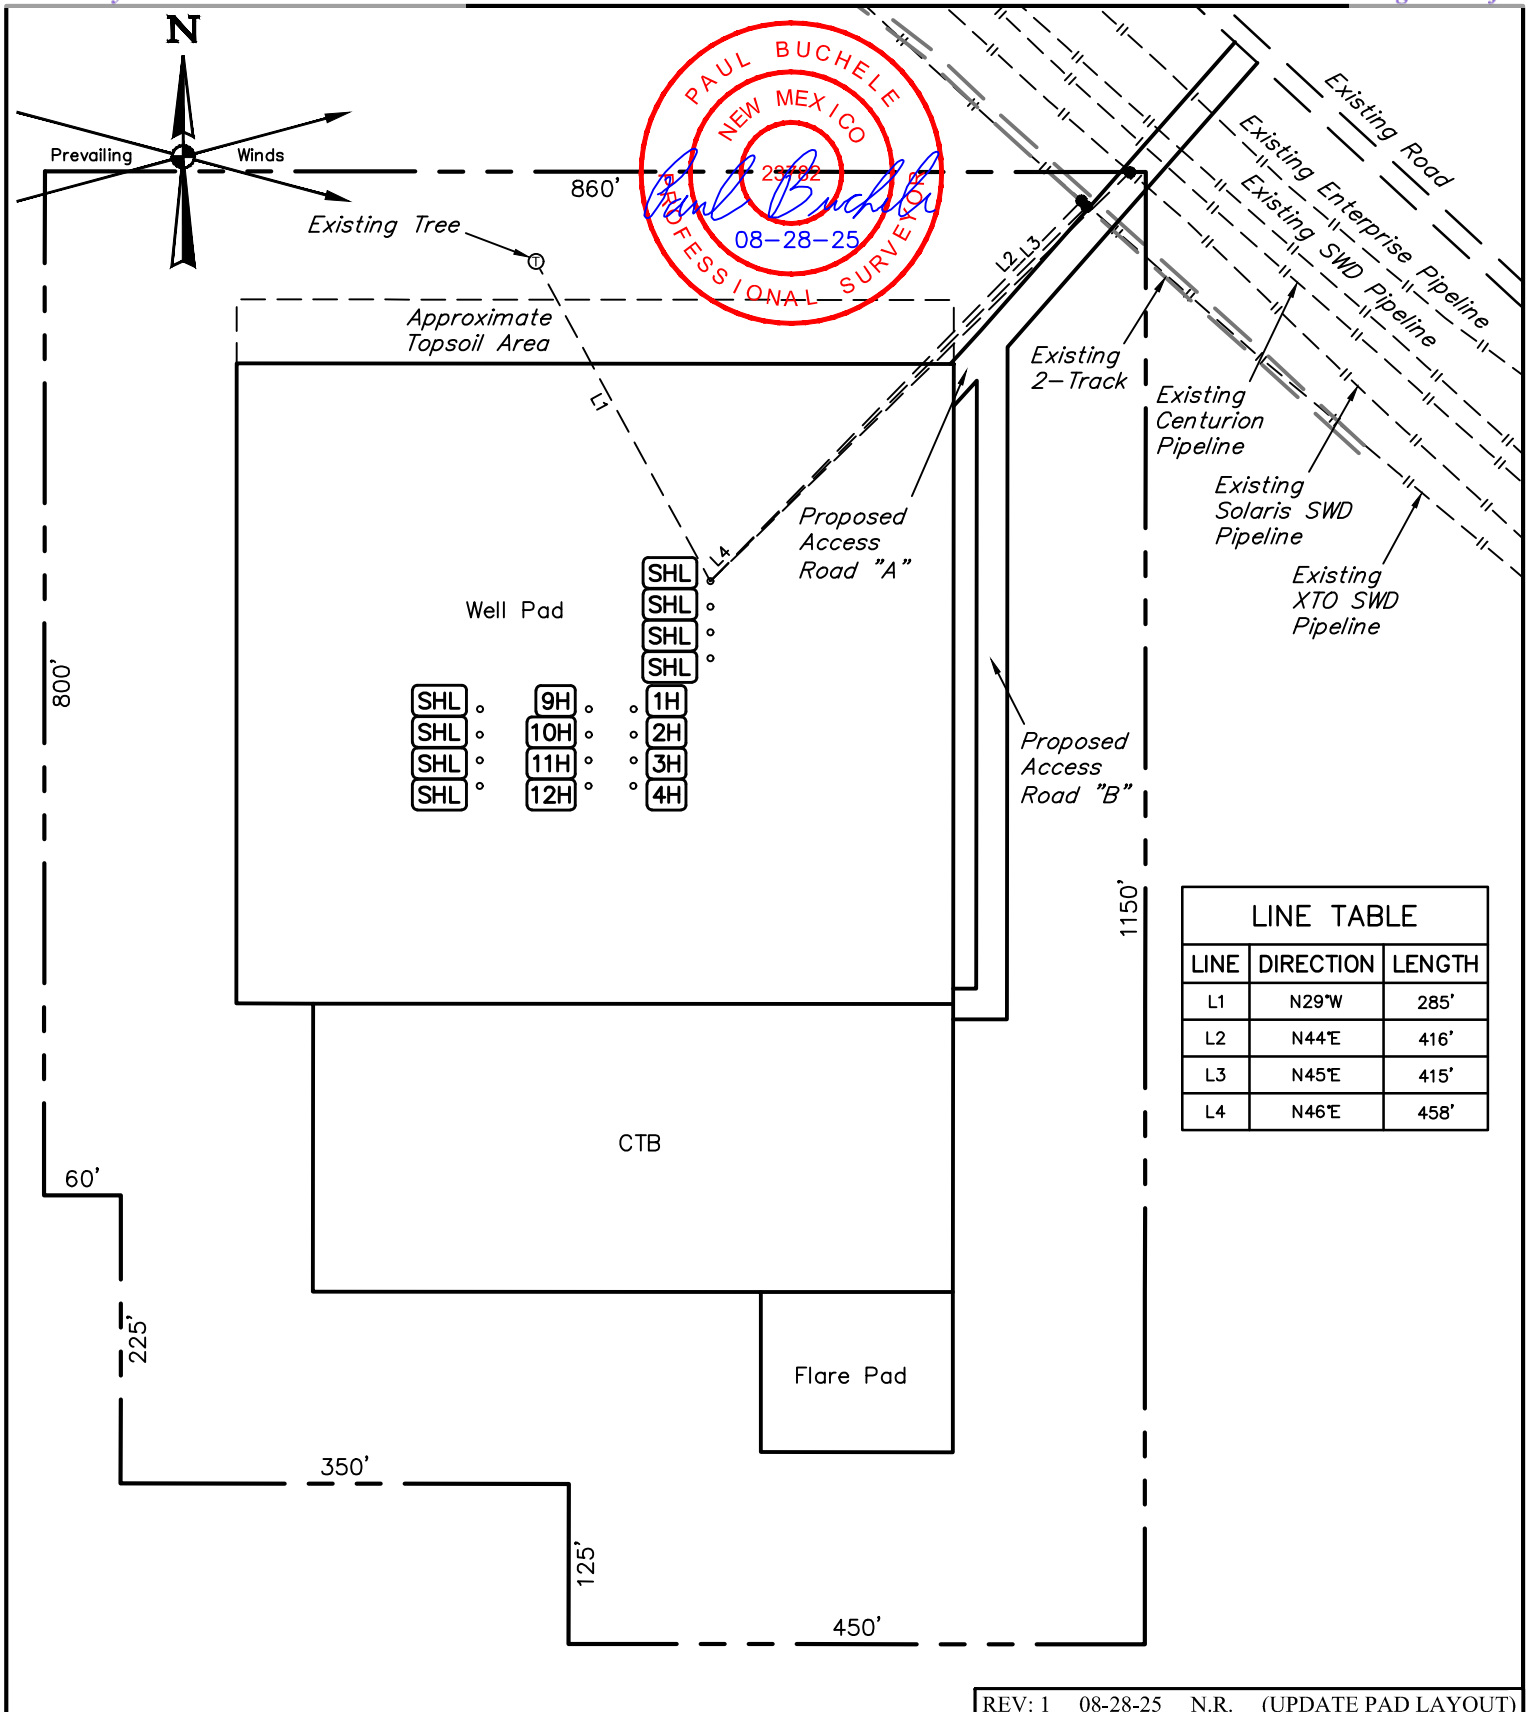 N
Prevailing Winds
860'
Existing Tree
PAUL BUCHELE
NEW MEXICO
23782
PROFESSIONAL SURVEYOR
Paul Buchele
08-28-25
Existing Road
Existing Enterprise Pipeline
Existing SWD Pipeline
Approximate
Topsoil Area
L1
L2
L3
L4
Existing
2-Track
Existing
Centurion
Pipeline
Existing
Solaris SWD
Pipeline
Existing
XTO SWD
Pipeline
Proposed
Access
Road "A"
Well Pad
SHL
SHL
SHL
SHL
SHL 9H 1H
SHL 10H 2H
SHL 11H 3H
SHL 12H 4H
800'
Proposed
Access
Road "B"
1150'
LINE TABLE
LINE DIRECTION LENGTH
L1 N29°W 285'
L2 N44°E 416'
L3 N45°E 415'
L4 N46°E 458'
CTB
60'
225'
Flare Pad
350'
125'
450'
REV: 1 08-28-25 N.R. (UPDATE PAD LAYOUT)